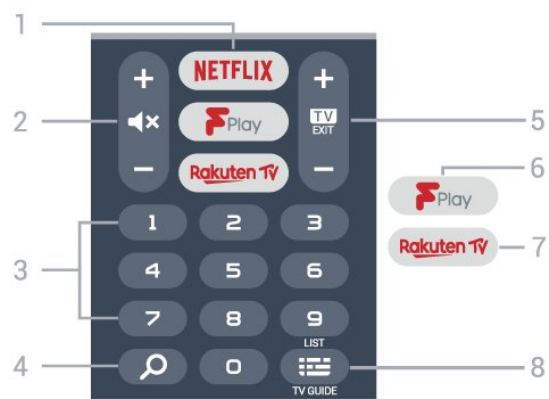 1
+ NETFLIX +
2 F Play TV EXIT 5
- Rakuten TV - 6
F Play
1 2 3
Rakuten TV 7
3 4 5 6
7 8 9
LIST
4 0 8
TV GUIDE